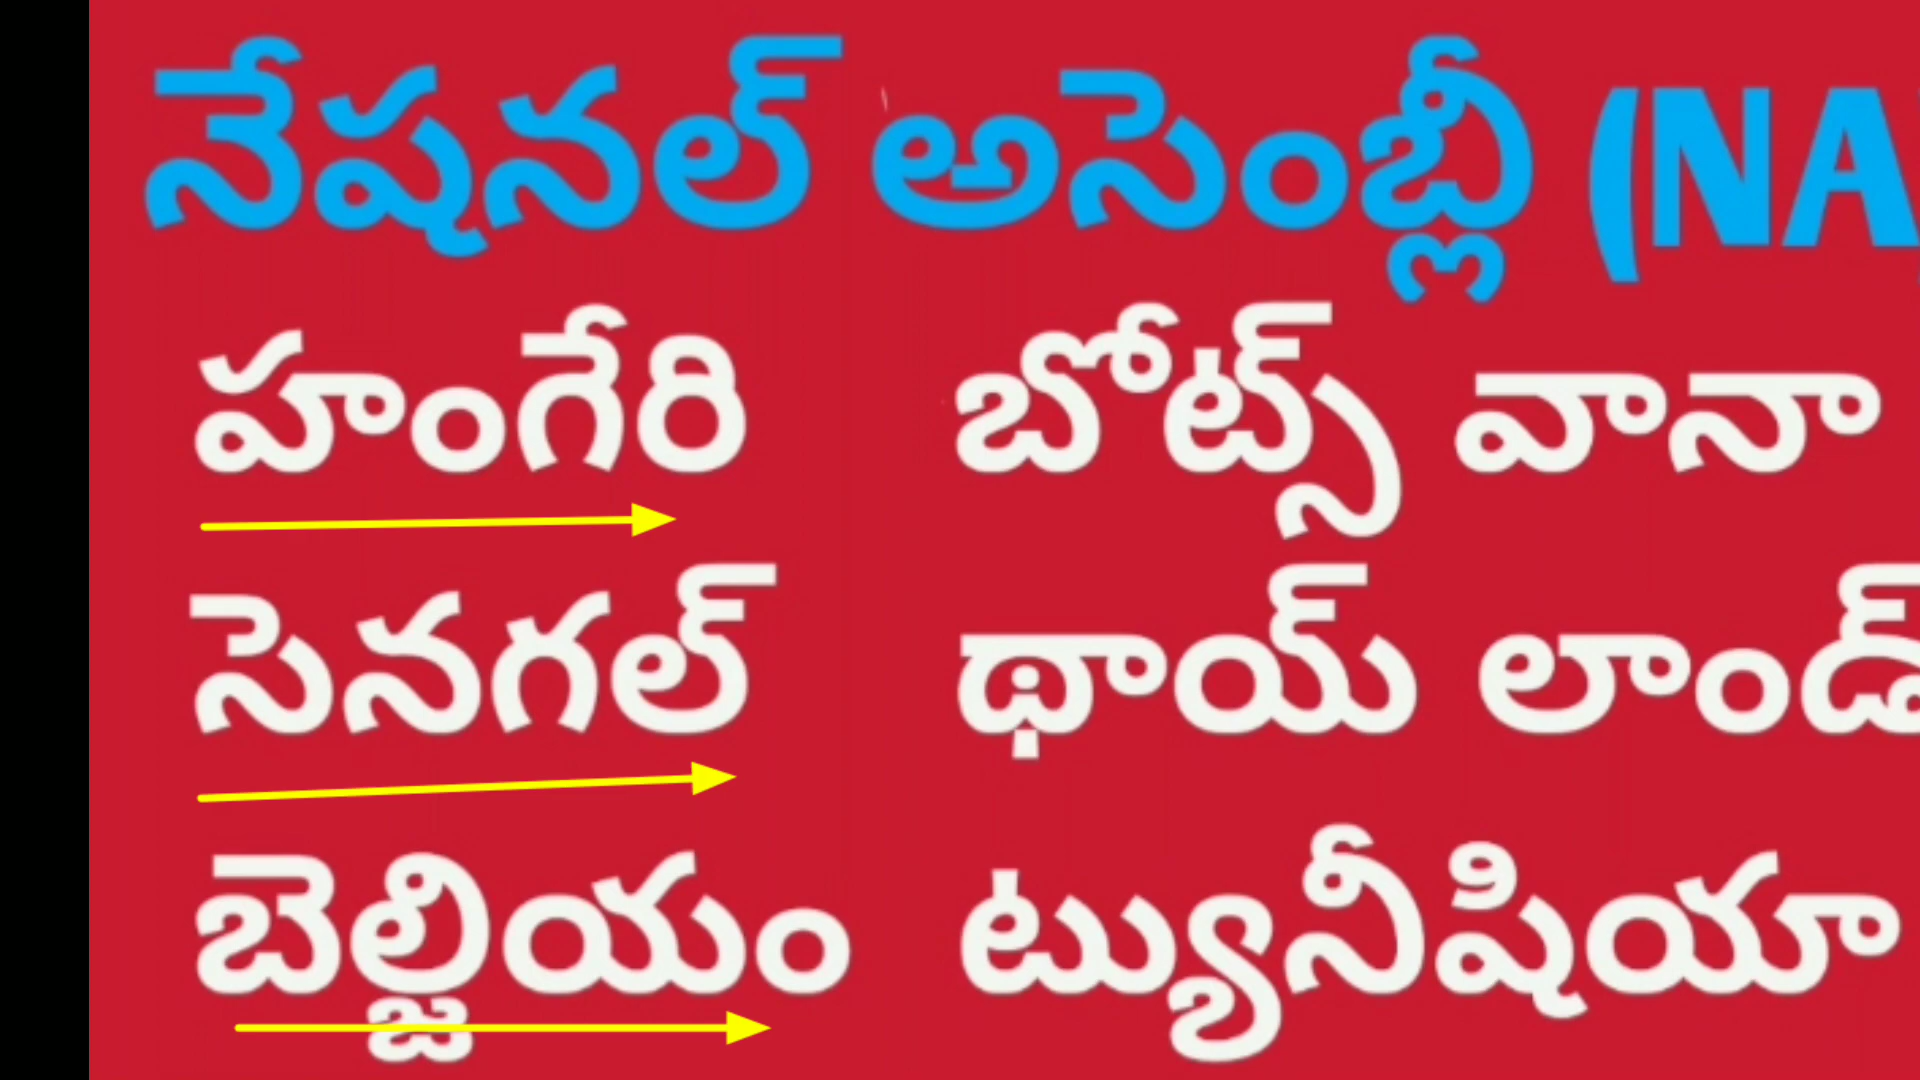 నేషనల్ అసెంబ్లీ (NA
హంగేరి బోట్స్ వానా
సెనగల్ థాయ్ లాండ్
బెల్జియం ట్యునీషియా